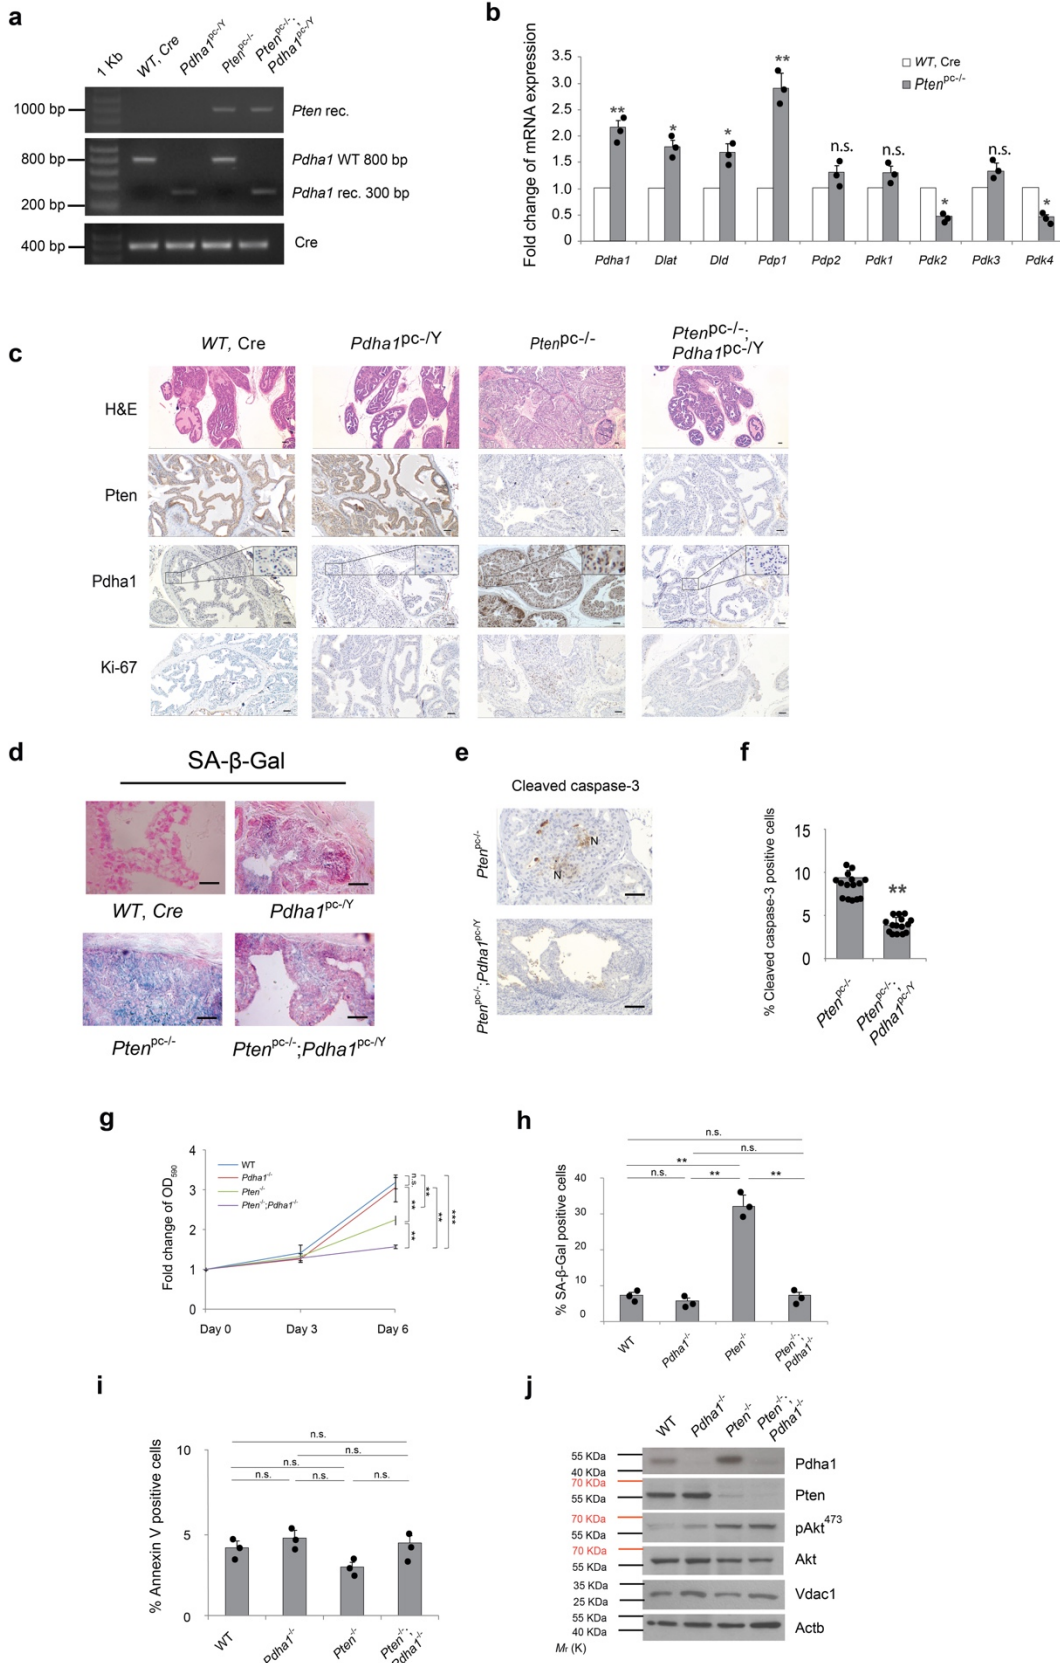 a
1 Kb
WT, Cre
Pdha1pc-/Y
Ptenpc-/-
Ptenpc-/-;
Pdha1pc-/Y
1000 bp
Pten rec.
800 bp
Pdha1 WT 800 bp
Pdha1 rec. 300 bp
200 bp
400 bp
Cre
b
Fold change of mRNA expression
3.5
3.0
2.5
2.0
1.5
1.0
0.5
0
WT, Cre
Ptenpc-/-
** * * ** n.s. n.s. * n.s. *
Pdha1 Dlat Dld Pdp1 Pdp2 Pdk1 Pdk2 Pdk3 Pdk4
c
WT, Cre
Pdha1pc-/Y
Ptenpc-/-
Ptenpc-/-;
Pdha1pc-/Y
H&E
Pten
Pdha1
Ki-67
d
SA-β-Gal
WT, Cre
Pdha1pc-/Y
Ptenpc-/-
Ptenpc-/-;Pdha1pc-/Y
e
Cleaved caspase-3
Ptenpc-/-
N
N
Ptenpc-/-;Pdha1pc-/Y
f
% Cleaved caspase-3 positive cells
15
10
5
0
**
Ptenpc-/-
Ptenpc-/-;
Pdha1pc-/Y
g
Fold change of OD590
4
3
2
1
0
WT
Pdha1-/-
Pten-/-
Pten-/-;Pdha1-/-
n.s.
**
**
**
**
***
Day 0 Day 3 Day 6
h
% SA-β-Gal positive cells
40
30
20
10
0
n.s.
n.s.
**
n.s. ** **
WT
Pdha1-/-
Pten-/-
Pten-/-;
Pdha1-/-
i
% Annexin V positive cells
10
5
0
n.s.
n.s.
n.s.
n.s. n.s. n.s.
WT
Pdha1-/-
Pten-/-
Pten-/-;
Pdha1-/-
j
WT
Pdha1-/-
Pten-/-
Pten-/-;
Pdha1-/-
55 KDa
40 KDa
Pdha1
70 KDa
55 KDa
Pten
70 KDa
55 KDa
pAkt473
70 KDa
55 KDa
Akt
35 KDa
25 KDa
Vdac1
55 KDa
40 KDa
Actb
Mr (K)